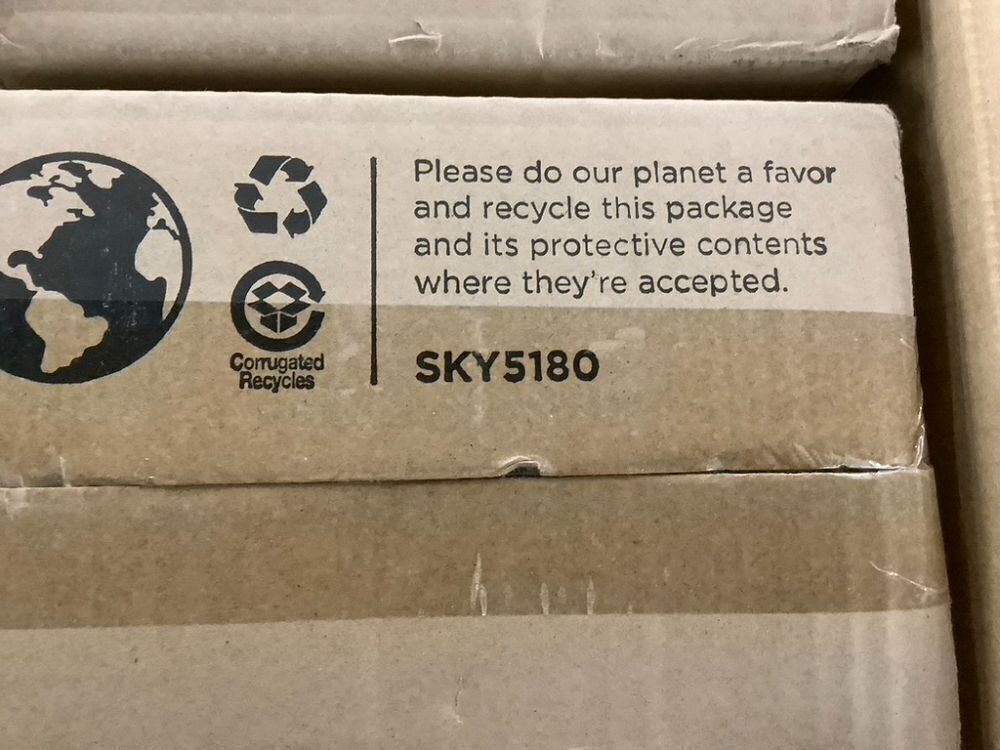 Please do our planet a favor
and recycle this package
and its protective contents
where they're accepted.
Corrugated
Recycles
SKY5180